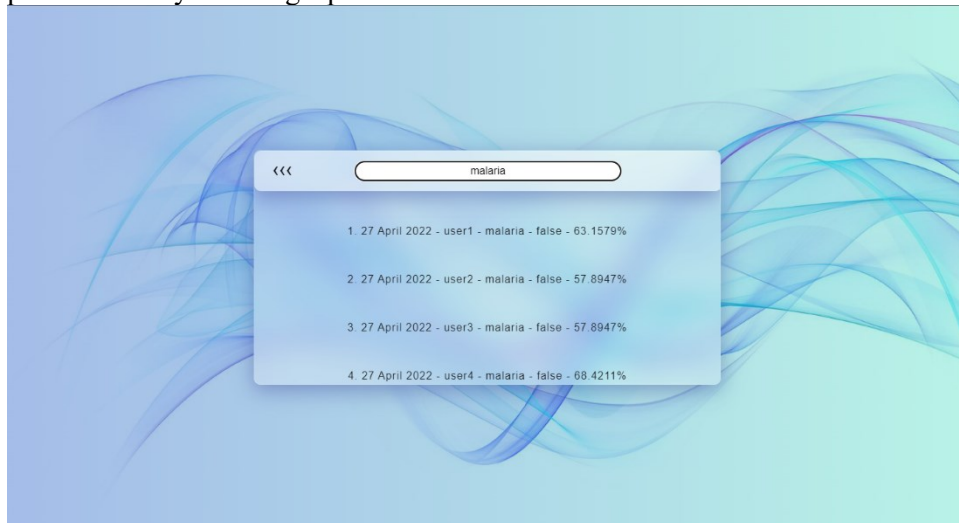 ‹‹‹ malaria
1. 27 April 2022 - user1 - malaria - false - 63.1579%
2. 27 April 2022 - user2 - malaria - false - 57.8947%
3. 27 April 2022 - user3 - malaria - false - 57.8947%
4. 27 April 2022 - user4 - malaria - false - 68.4211%